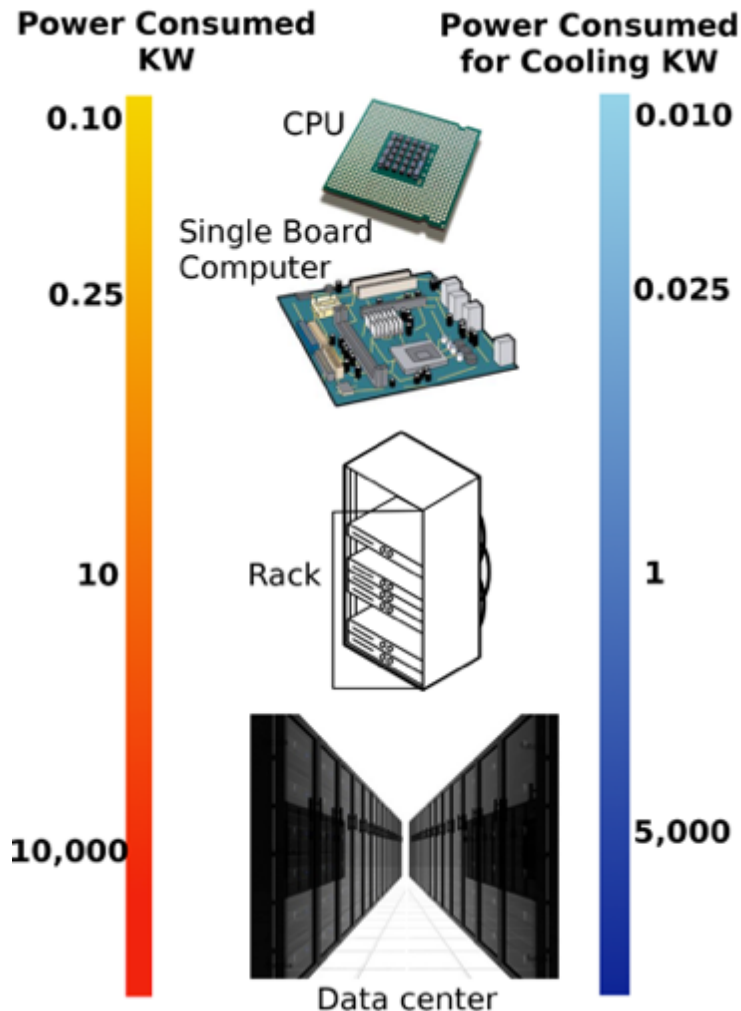 Power Consumed
KW
Power Consumed
for Cooling KW
0.10
CPU
0.010
Single Board
Computer
0.25
0.025
10
Rack
1
10,000
5,000
Data center